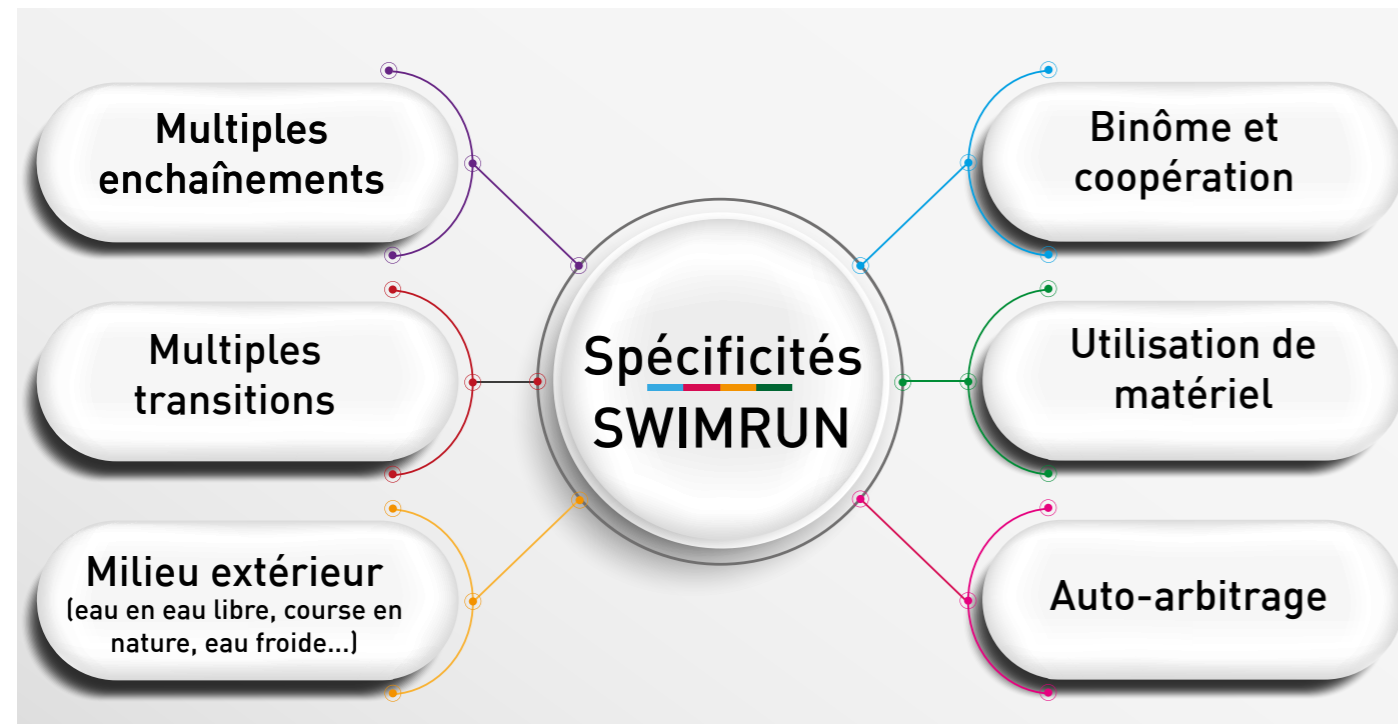 Multiples
enchaînements
Multiples
transitions
Milieu extérieur
(eau en eau libre, course en
nature, eau froide...)
Spécificités
SWIMRUN
Binôme et
coopération
Utilisation de
matériel
Auto-arbitrage